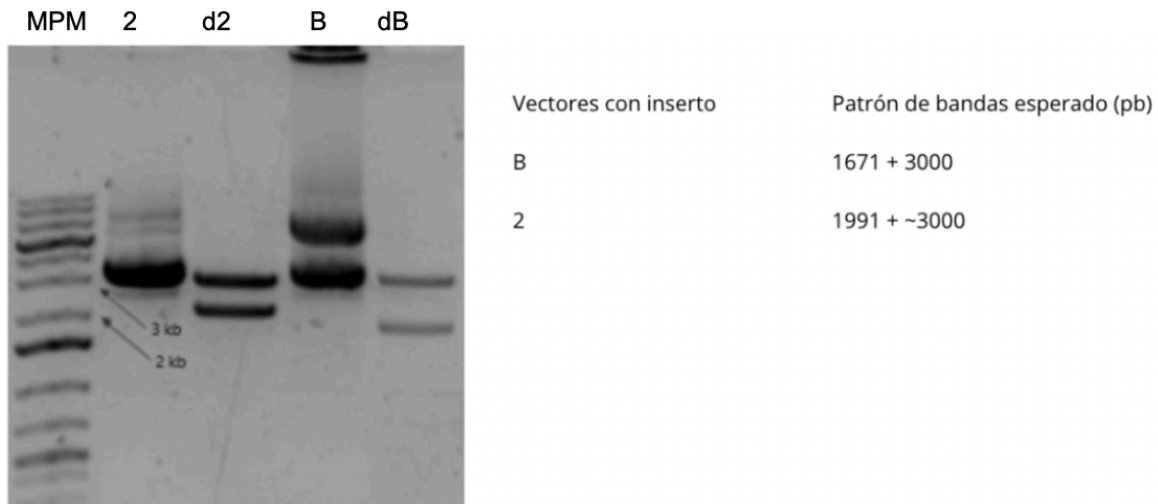 MPM 2 d2 B dB
Vectores con inserto Patrón de bandas esperado (pb)
B 1671 + 3000
2 1991 + ~3000
3 kb
2 kb